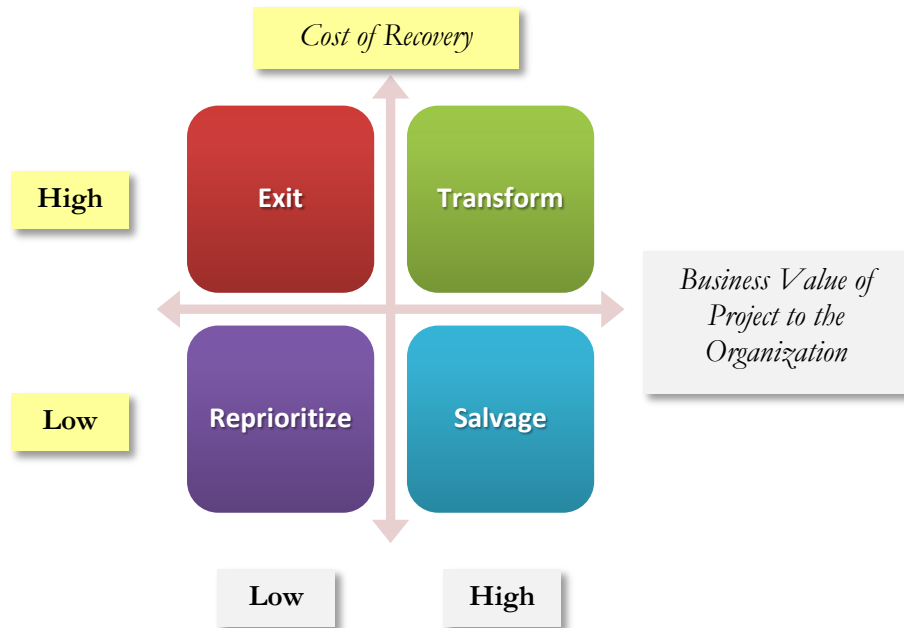 Cost of Recovery
High
Exit
Transform
Business Value of
Project to the
Organization
Low
Reprioritize
Salvage
Low
High